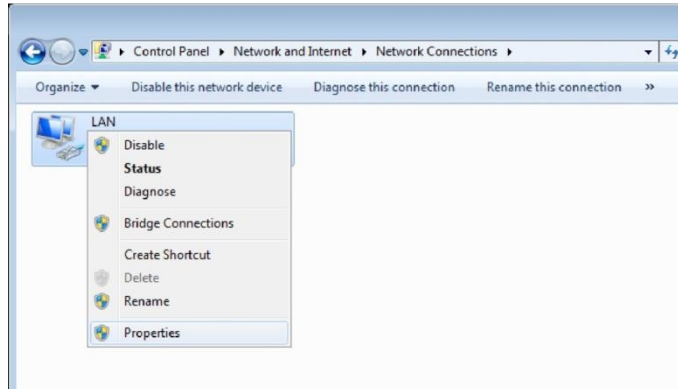 Control Panel ▸ Network and Internet ▸ Network Connections ▸
Organize Disable this network device Diagnose this connection Rename this connection »
LAN
Disable
Status
Diagnose
Bridge Connections
Create Shortcut
Delete
Rename
Properties